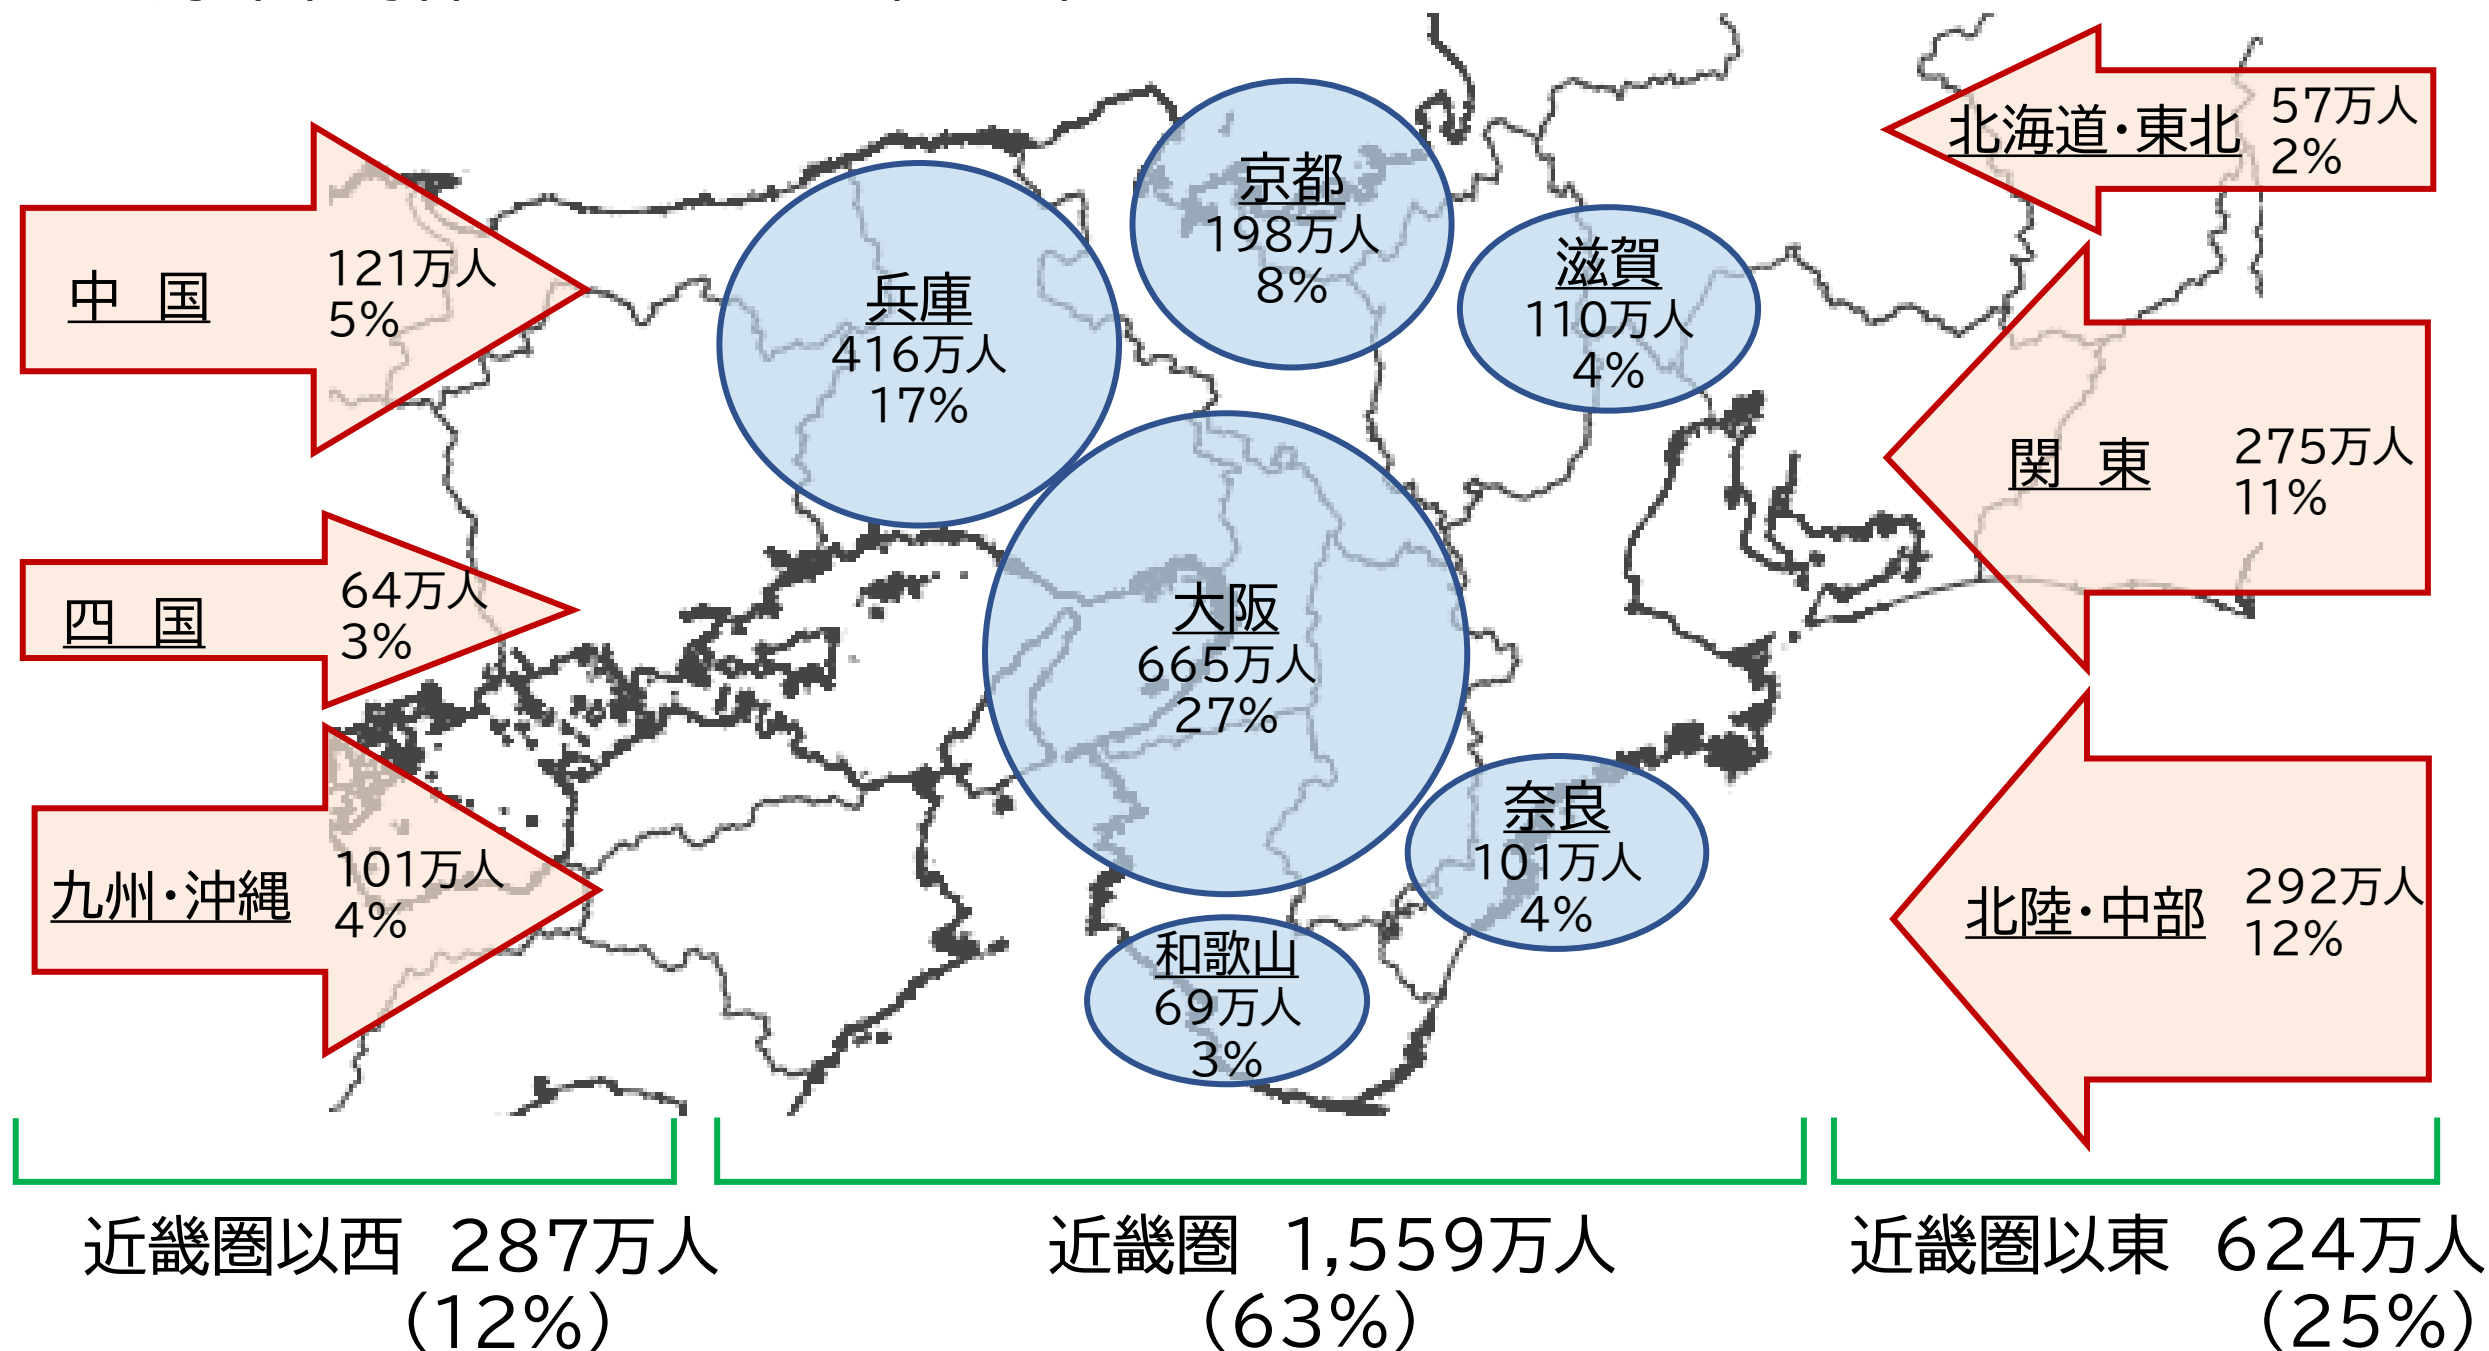 中　国
121万人
5%
四　国
64万人
3%
九州・沖縄
101万人
4%
兵庫
416万人
17%
京都
198万人
8%
滋賀
110万人
4%
大阪
665万人
27%
奈良
101万人
4%
和歌山
69万人
3%
北海道・東北
57万人
2%
関　東
275万人
11%
北陸・中部
292万人
12%
近畿圏以西　287万人
（12%）
近畿圏　1,559万人
（63%）
近畿圏以東　624万人
（25%）